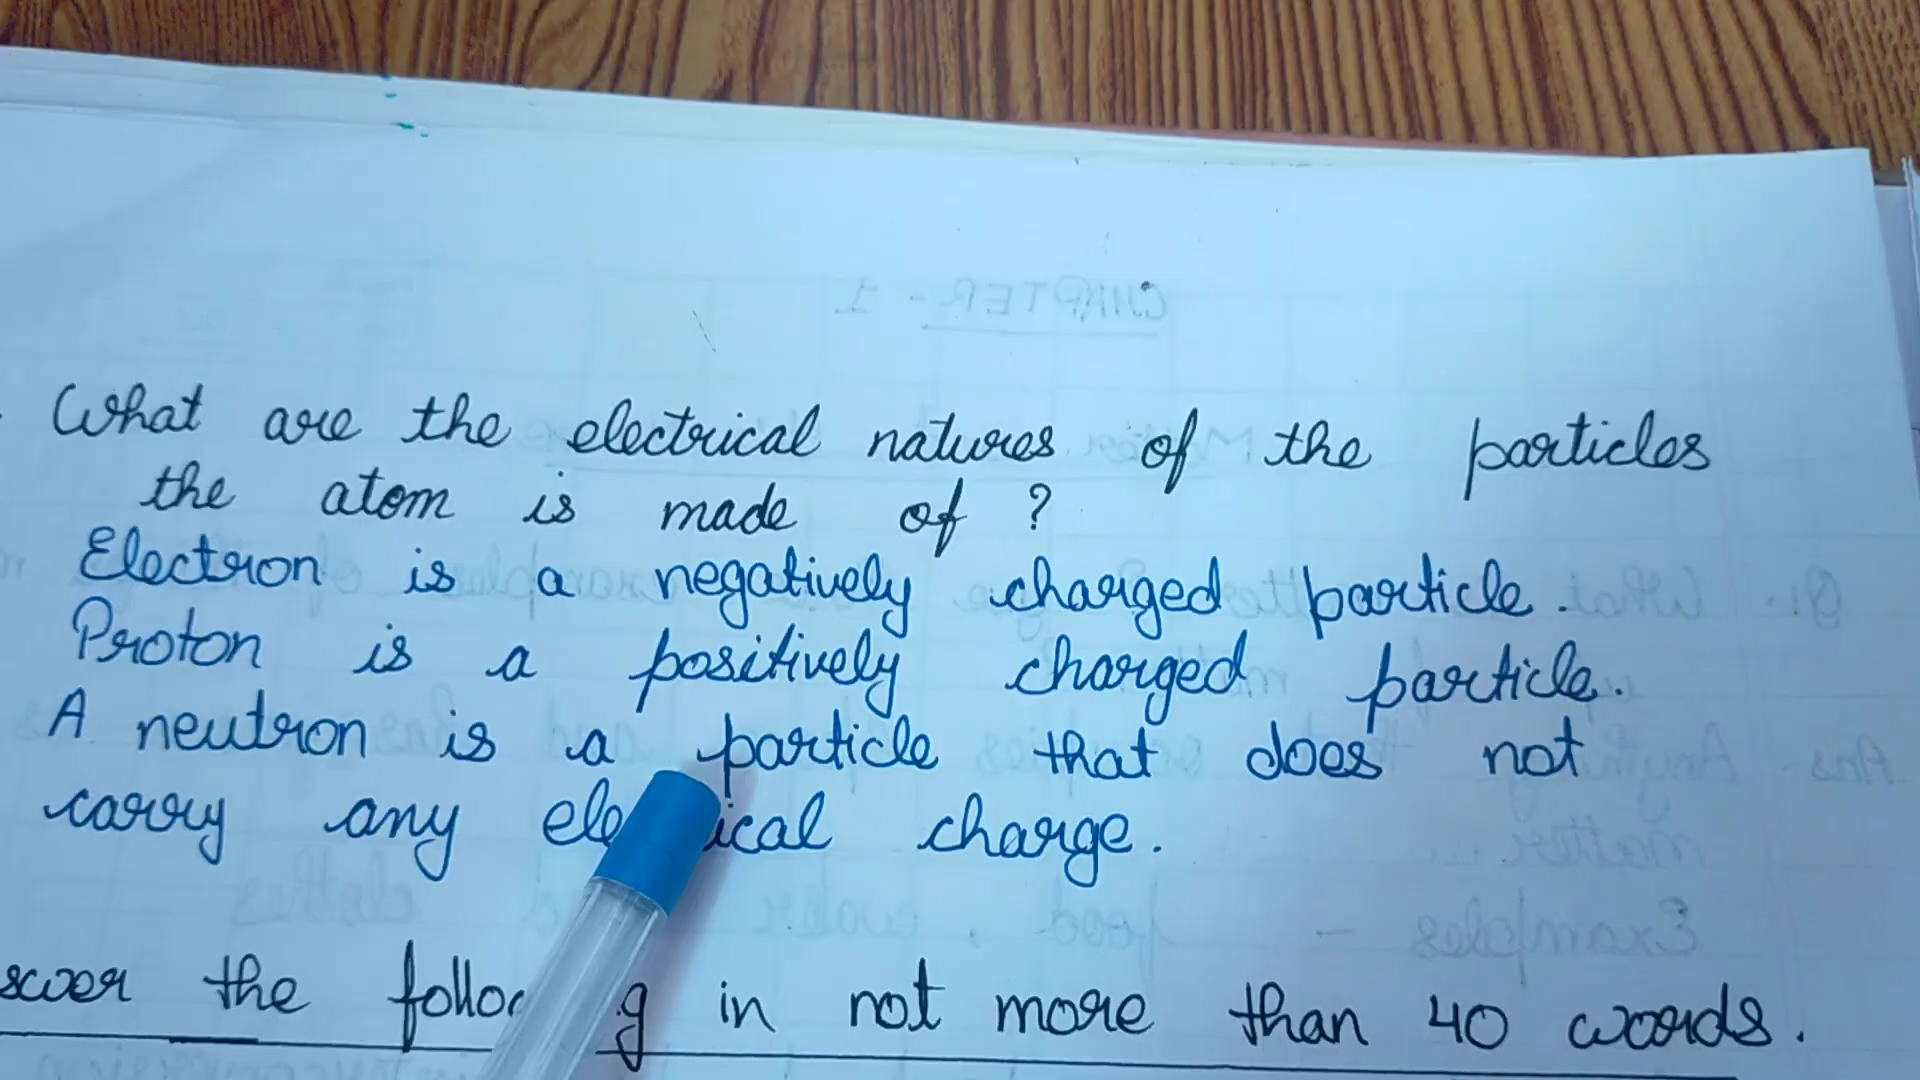 What are the electrical natures of the particles
the atom is made of ?
Electron is a negatively charged particle.
Proton is a positively charged particle.
A neutron is a particle that does not
carry any charge.
the in not more than 40 words.